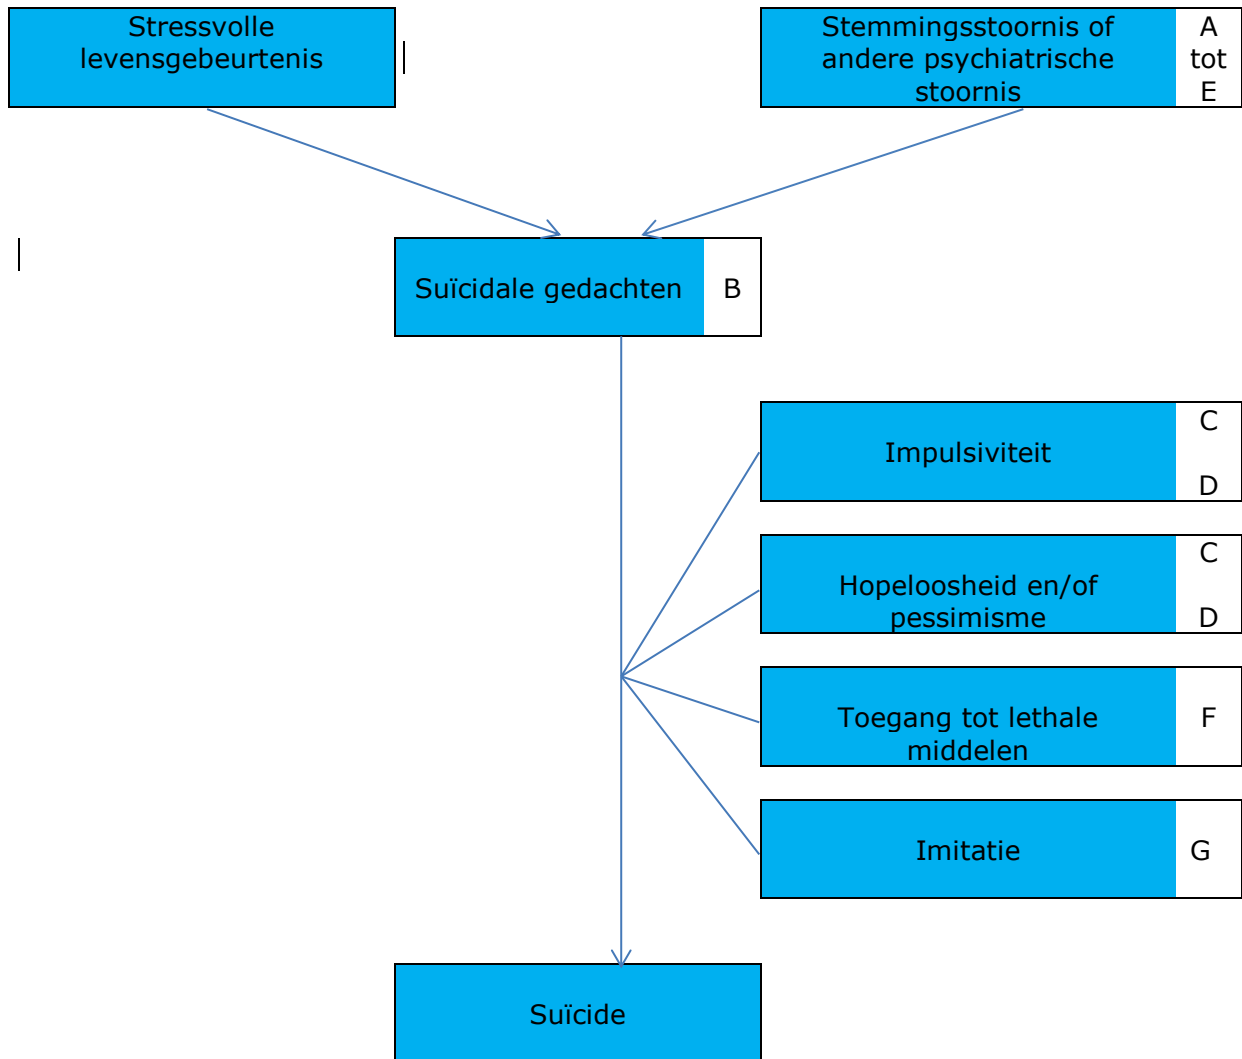 Stressvolle
levensgebeurtenis
Stemmingsstoornis of
andere psychiatrische
stoornis
A
tot
E
Suïcidale gedachten
B
Impulsiviteit
C
D
Hopeloosheid en/of
pessimisme
C
D
Toegang tot lethale
middelen
F
Imitatie
G
Suïcide